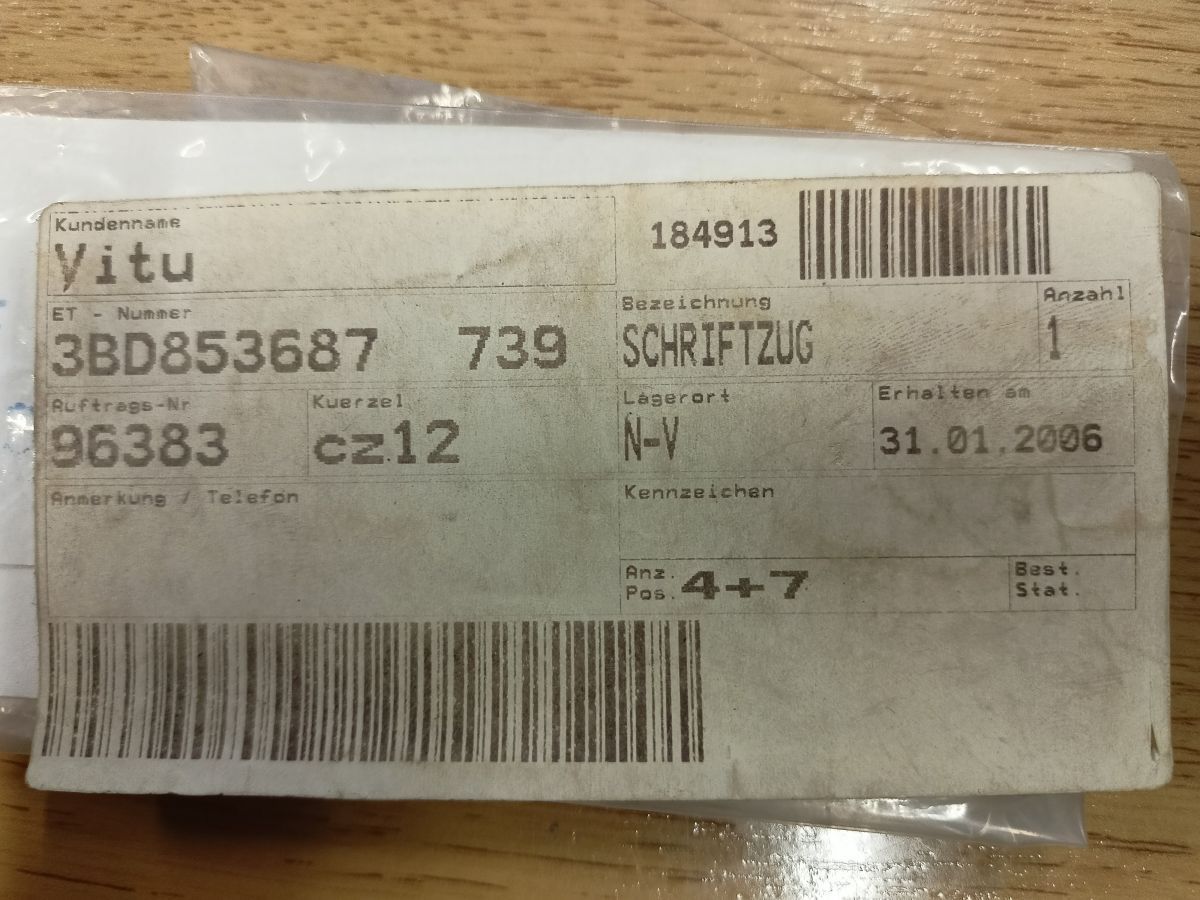 Kundenname
Vitu
184913
ET - Nummer
3BD853687 739
Bezeichnung
SCHRIFTZUG
Anzahl
1
Auftrags-Nr
96383
Kuerzel
cz12
Lagerort
N-V
Erhalten am
31.01.2006
Anmerkung / Telefon
Kennzeichen
Anz.
Pos. 4+7
Best.
Stat.